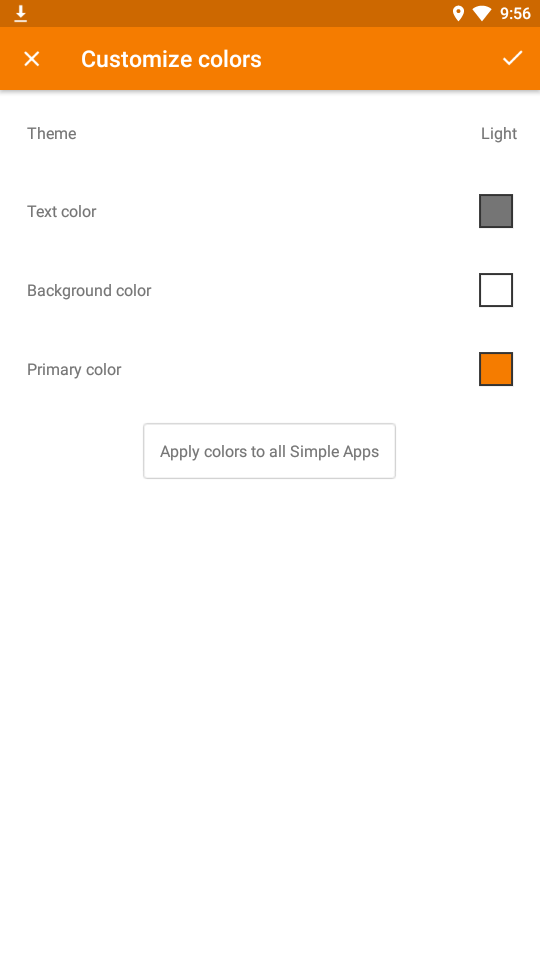 9:56
Customize colors
Theme
Light
Text color
Background color
Primary color
Apply colors to all Simple Apps